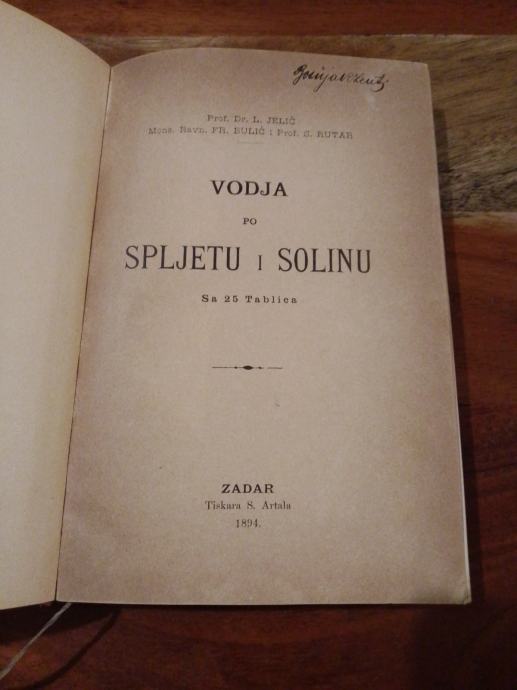 Prof. Dr. L. JELIĆ
Mons. Ravn. FR. BULIĆ i Prof. S. RUTAR
VODJA
PO
SPLJETU I SOLINU
Sa 25 Tablica
ZADAR
Tiskara S. Artala
1894.